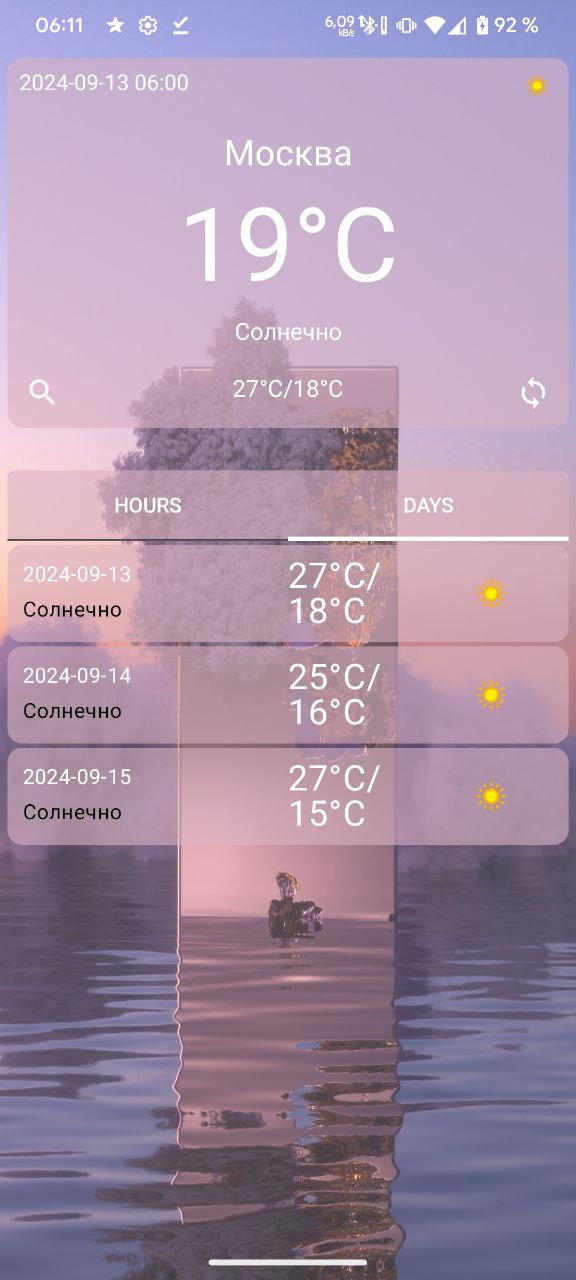 06:11 6,09 kB/s 92 %
2024-09-13 06:00
Москва
19°C
Солнечно
27°C/18°C
HOURS DAYS
2024-09-13
Солнечно
27°C/
18°C
2024-09-14
Солнечно
25°C/
16°C
2024-09-15
Солнечно
27°C/
15°C